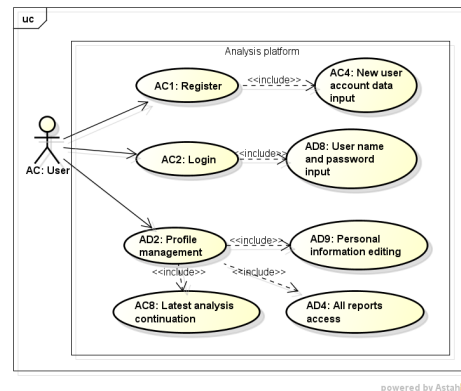 uc
Analysis platform
AC1: Register
<<include>>
AC4: New user
account data
input
AC: User
AC2: Login
<<include>>
AD8: User name
and password
input
AD2: Profile
management
<<include>>
AD9: Personal
information editing
<<include>>
<<include>>
AC8: Latest analysis
continuation
AD4: All reports
access
powered by Astah